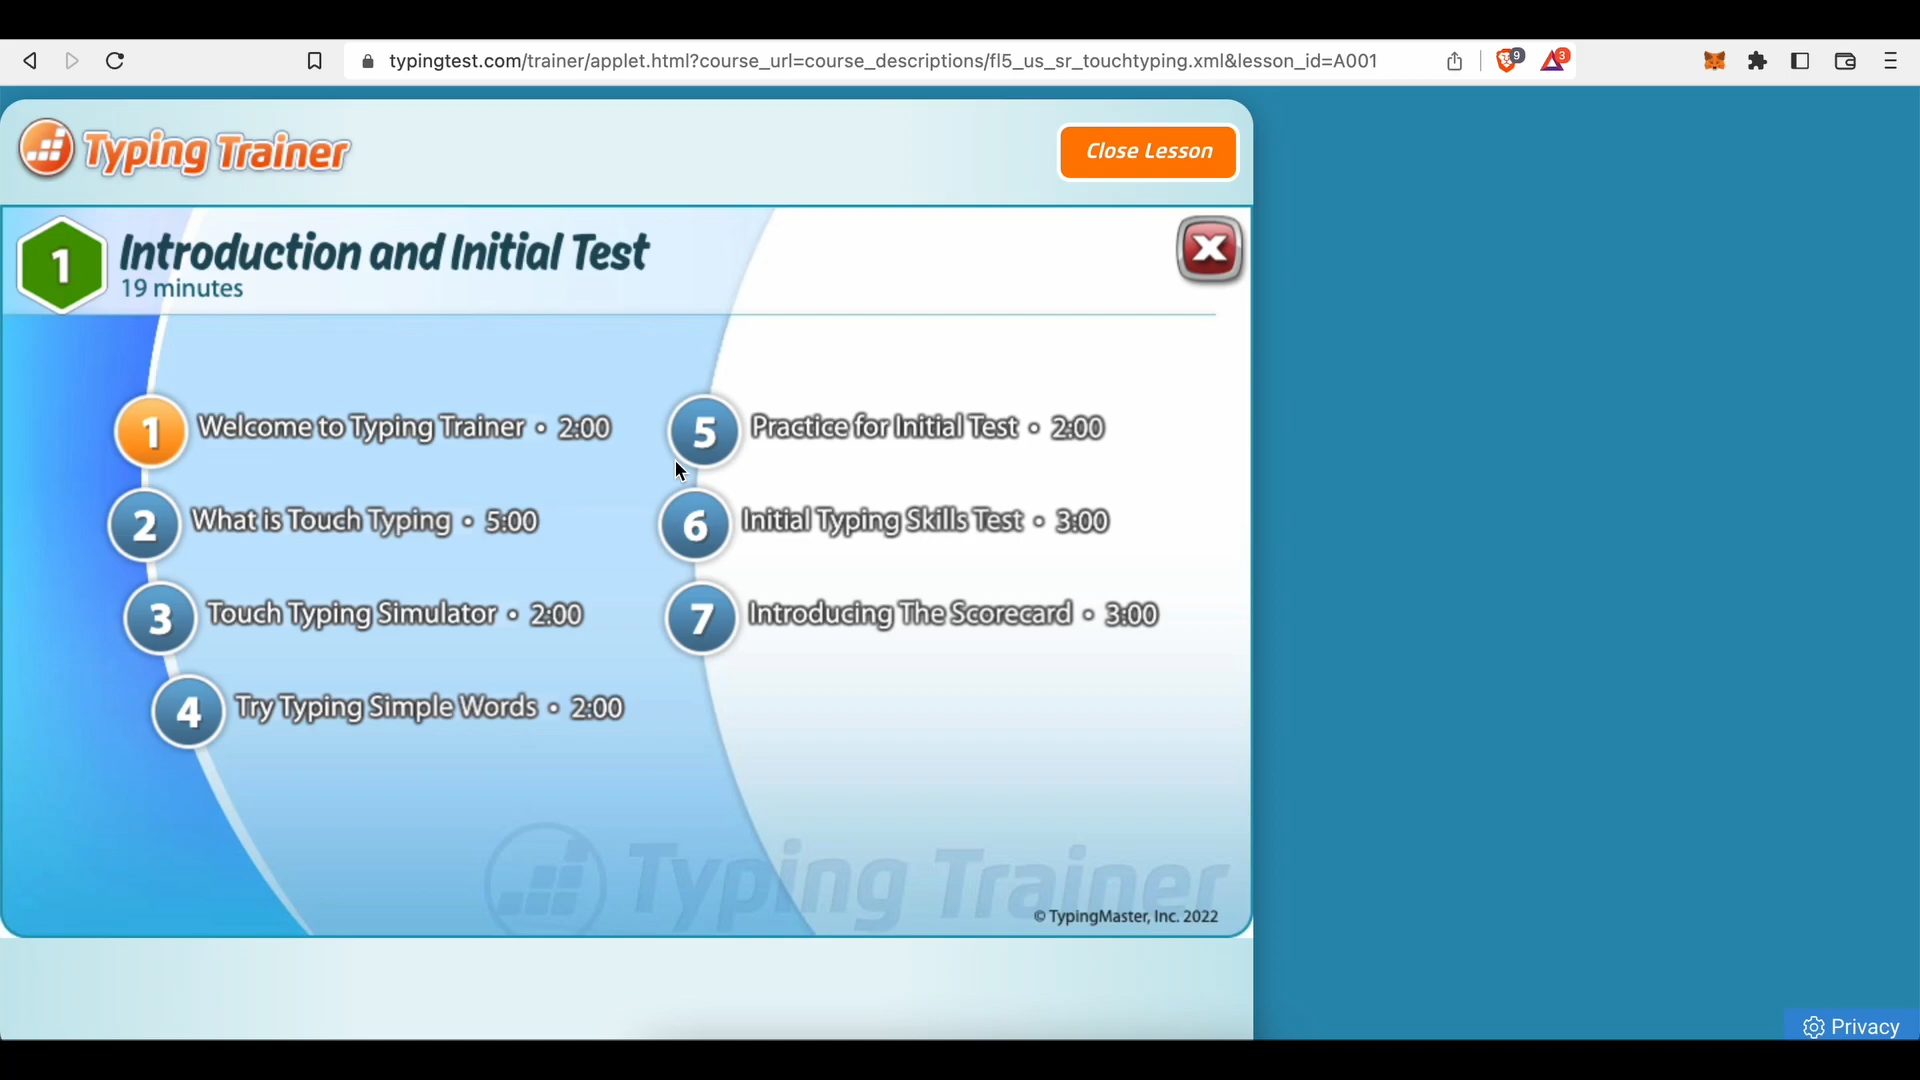 typingtest.com/trainer/applet.html?course_url=course_descriptions/fl5_us_sr_touchtyping.xml&lesson_id=A001
9
3
Typing Trainer
Close Lesson
1
Introduction and Initial Test
19 minutes
1 Welcome to Typing Trainer • 2:00
2 What is Touch Typing • 5:00
3 Touch Typing Simulator • 2:00
4 Try Typing Simple Words • 2:00
5 Practice for Initial Test • 2:00
6 Initial Typing Skills Test • 3:00
7 Introducing The Scorecard • 3:00
Typing Trainer
© TypingMaster, Inc. 2022
Privacy